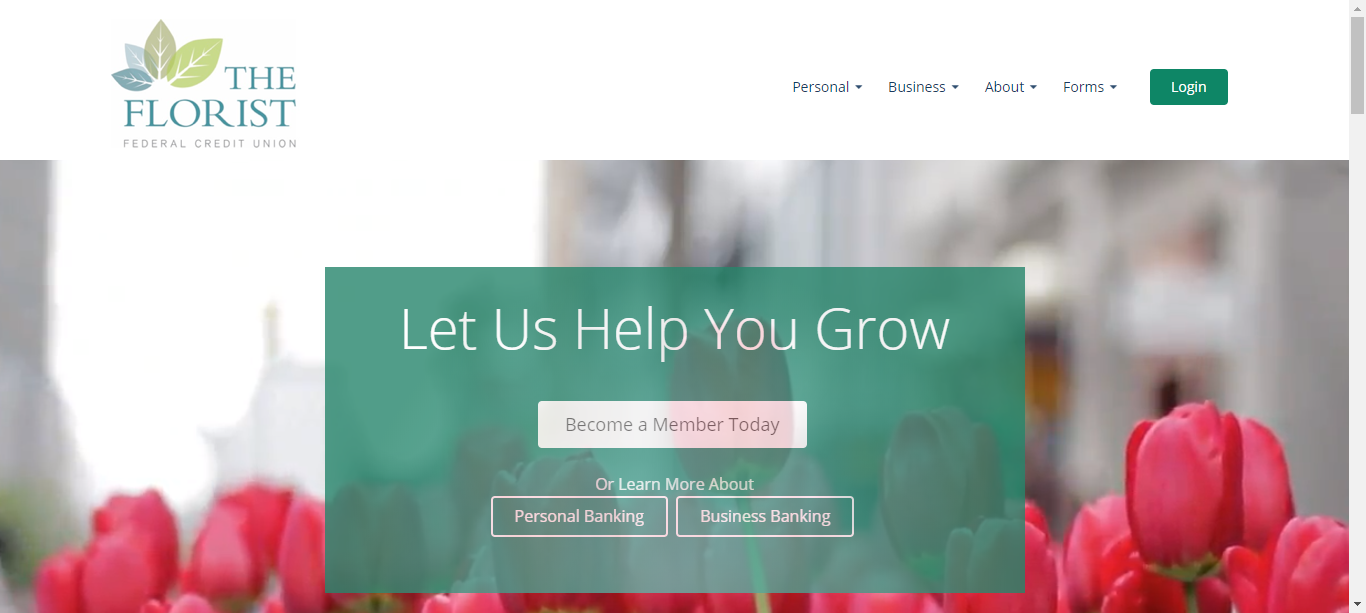 THE
FLORIST
FEDERAL CREDIT UNION
Personal Business About Forms Login
Let Us Help You Grow
Become a Member Today
Or Learn More About
Personal Banking Business Banking